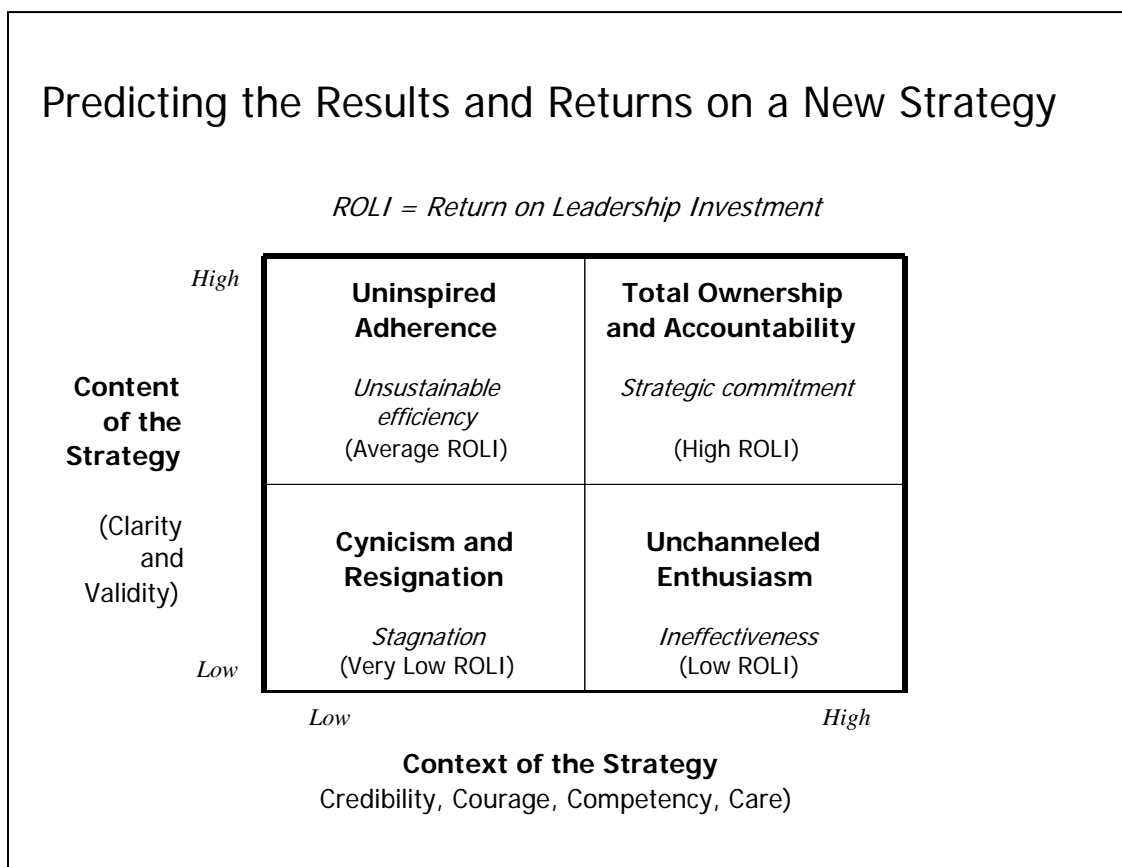 Predicting the Results and Returns on a New Strategy
ROLI = Return on Leadership Investment
High
Uninspired
Adherence
Unsustainable
efficiency
(Average ROLI)
Total Ownership
and Accountability
Strategic commitment
(High ROLI)
Content
of the
Strategy
(Clarity
and
Validity)
Cynicism and
Resignation
Stagnation
(Very Low ROLI)
Unchanneled
Enthusiasm
Ineffectiveness
(Low ROLI)
Low
Low
High
Context of the Strategy
Credibility, Courage, Competency, Care)